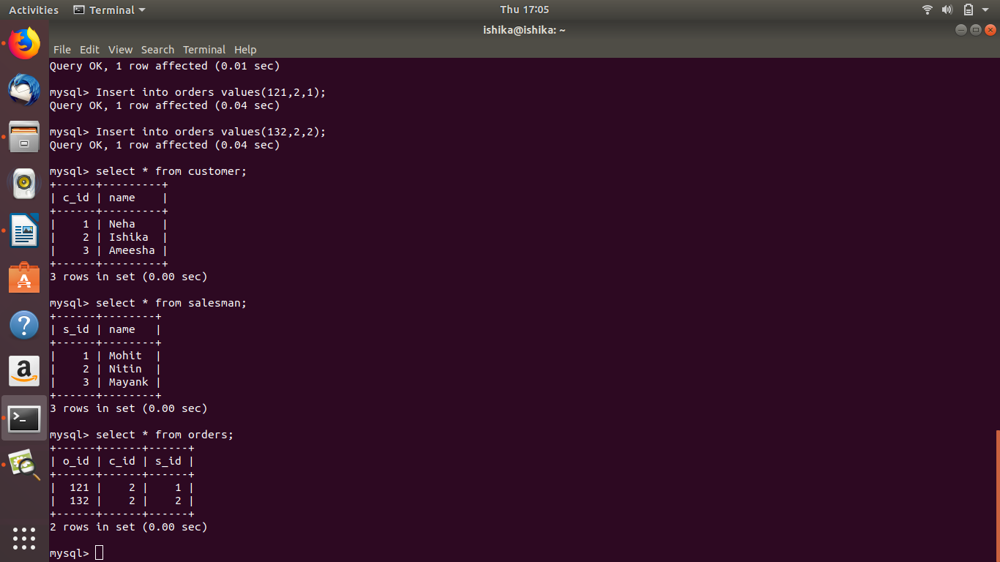 Activities Terminal Thu 17:05
ishika@ishika: ~
File Edit View Search Terminal Help
Query OK, 1 row affected (0.01 sec)
mysql> Insert into orders values(121,2,1);
Query OK, 1 row affected (0.04 sec)
mysql> Insert into orders values(132,2,2);
Query OK, 1 row affected (0.04 sec)
mysql> select * from customer;
+------+---------+
| c_id | name    |
+------+---------+
|    1 | Neha    |
|    2 | Ishika  |
|    3 | Ameesha |
+------+---------+
3 rows in set (0.00 sec)
mysql> select * from salesman;
+------+--------+
| s_id | name   |
+------+--------+
|    1 | Mohit  |
|    2 | Nitin  |
|    3 | Mayank |
+------+--------+
3 rows in set (0.00 sec)
mysql> select * from orders;
+------+------+------+
| o_id | c_id | s_id |
+------+------+------+
|  121 |    2 |    1 |
|  132 |    2 |    2 |
+------+------+------+
2 rows in set (0.00 sec)
mysql>